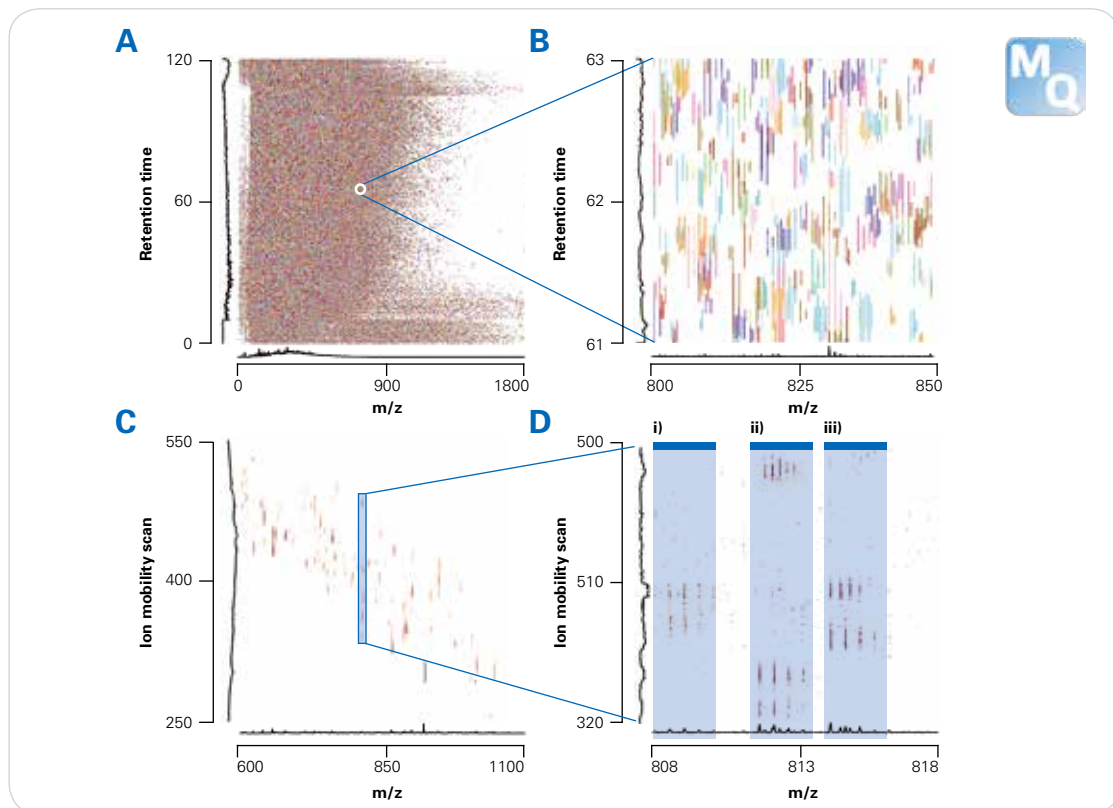 A
B
M
Q
120
60
0
Retention time
0
900
1800
m/z
63
62
61
Retention time
800
825
850
m/z
C
D
i)
ii)
iii)
550
400
250
Ion mobility scan
600
850
1100
m/z
500
510
320
Ion mobility scan
808
813
818
m/z